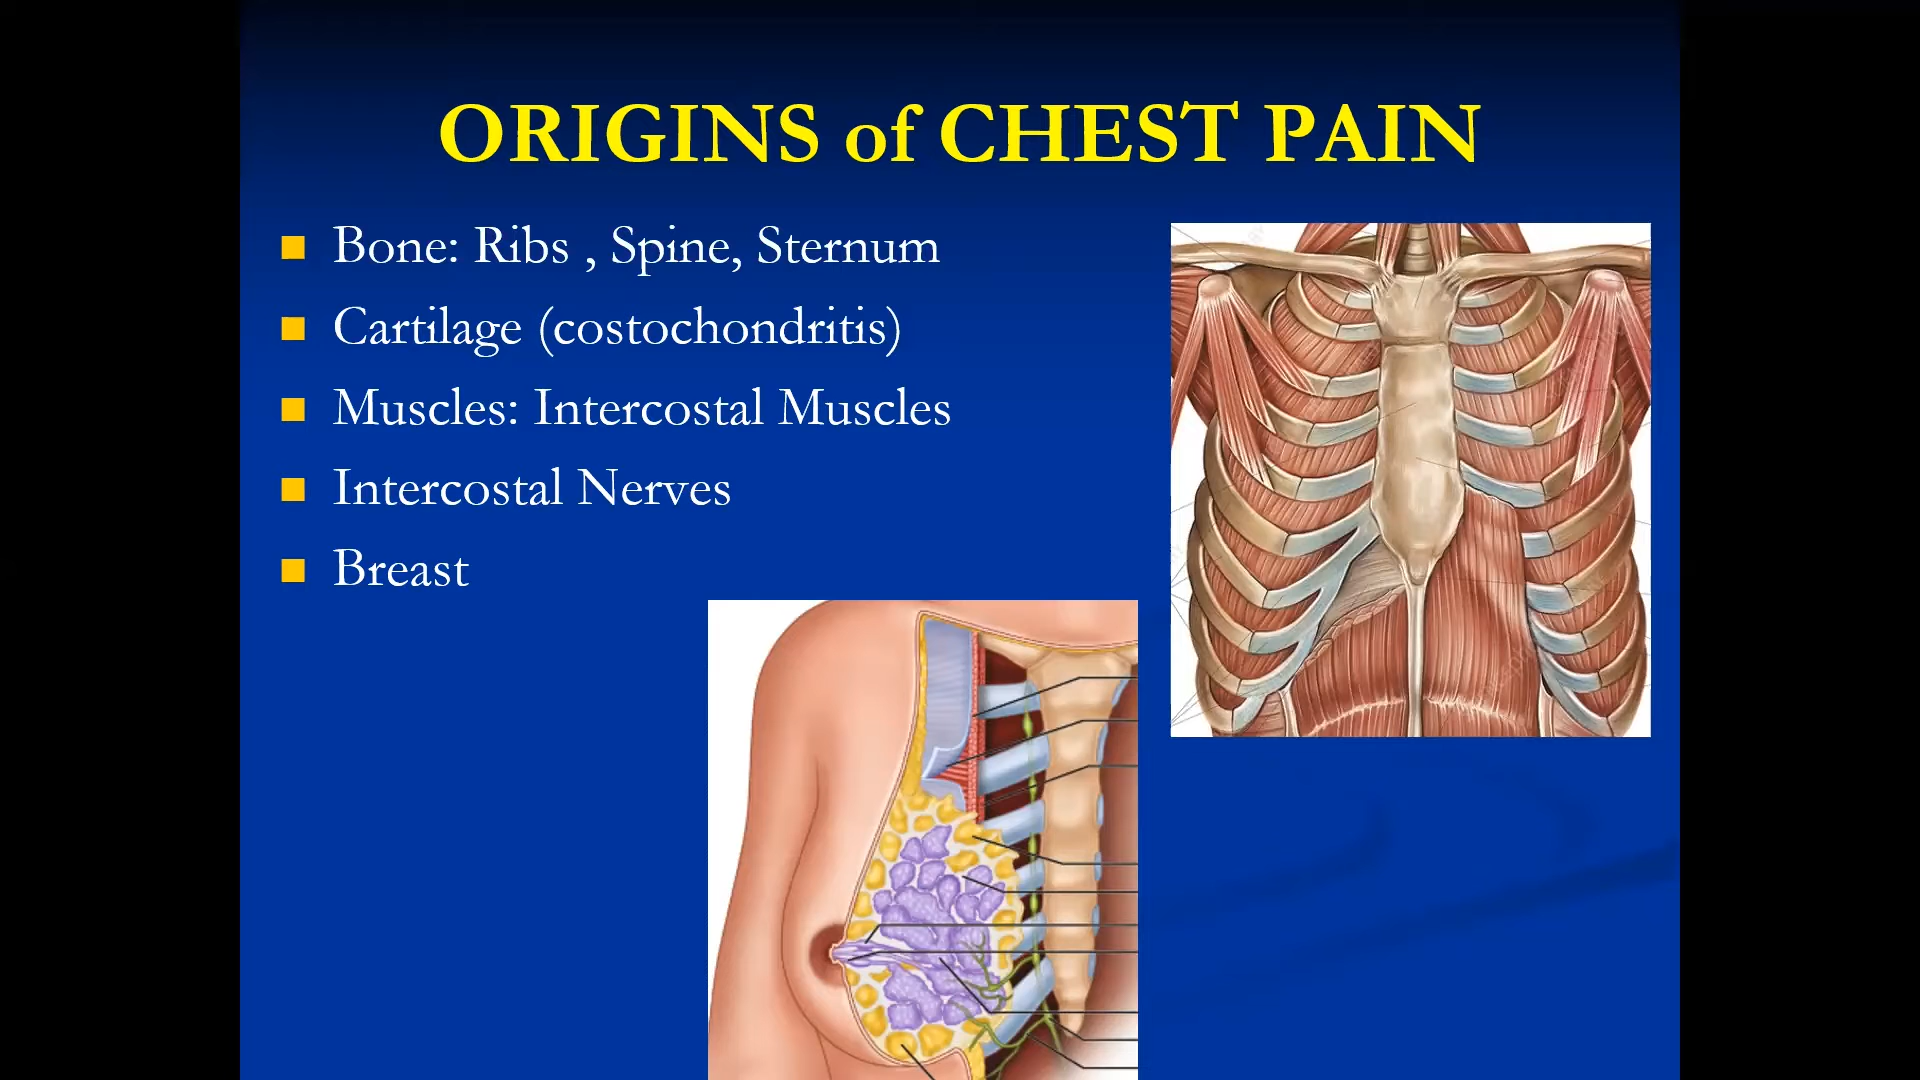 ORIGINS of CHEST PAIN
Bone: Ribs , Spine, Sternum
Cartilage (costochondritis)
Muscles: Intercostal Muscles
Intercostal Nerves
Breast